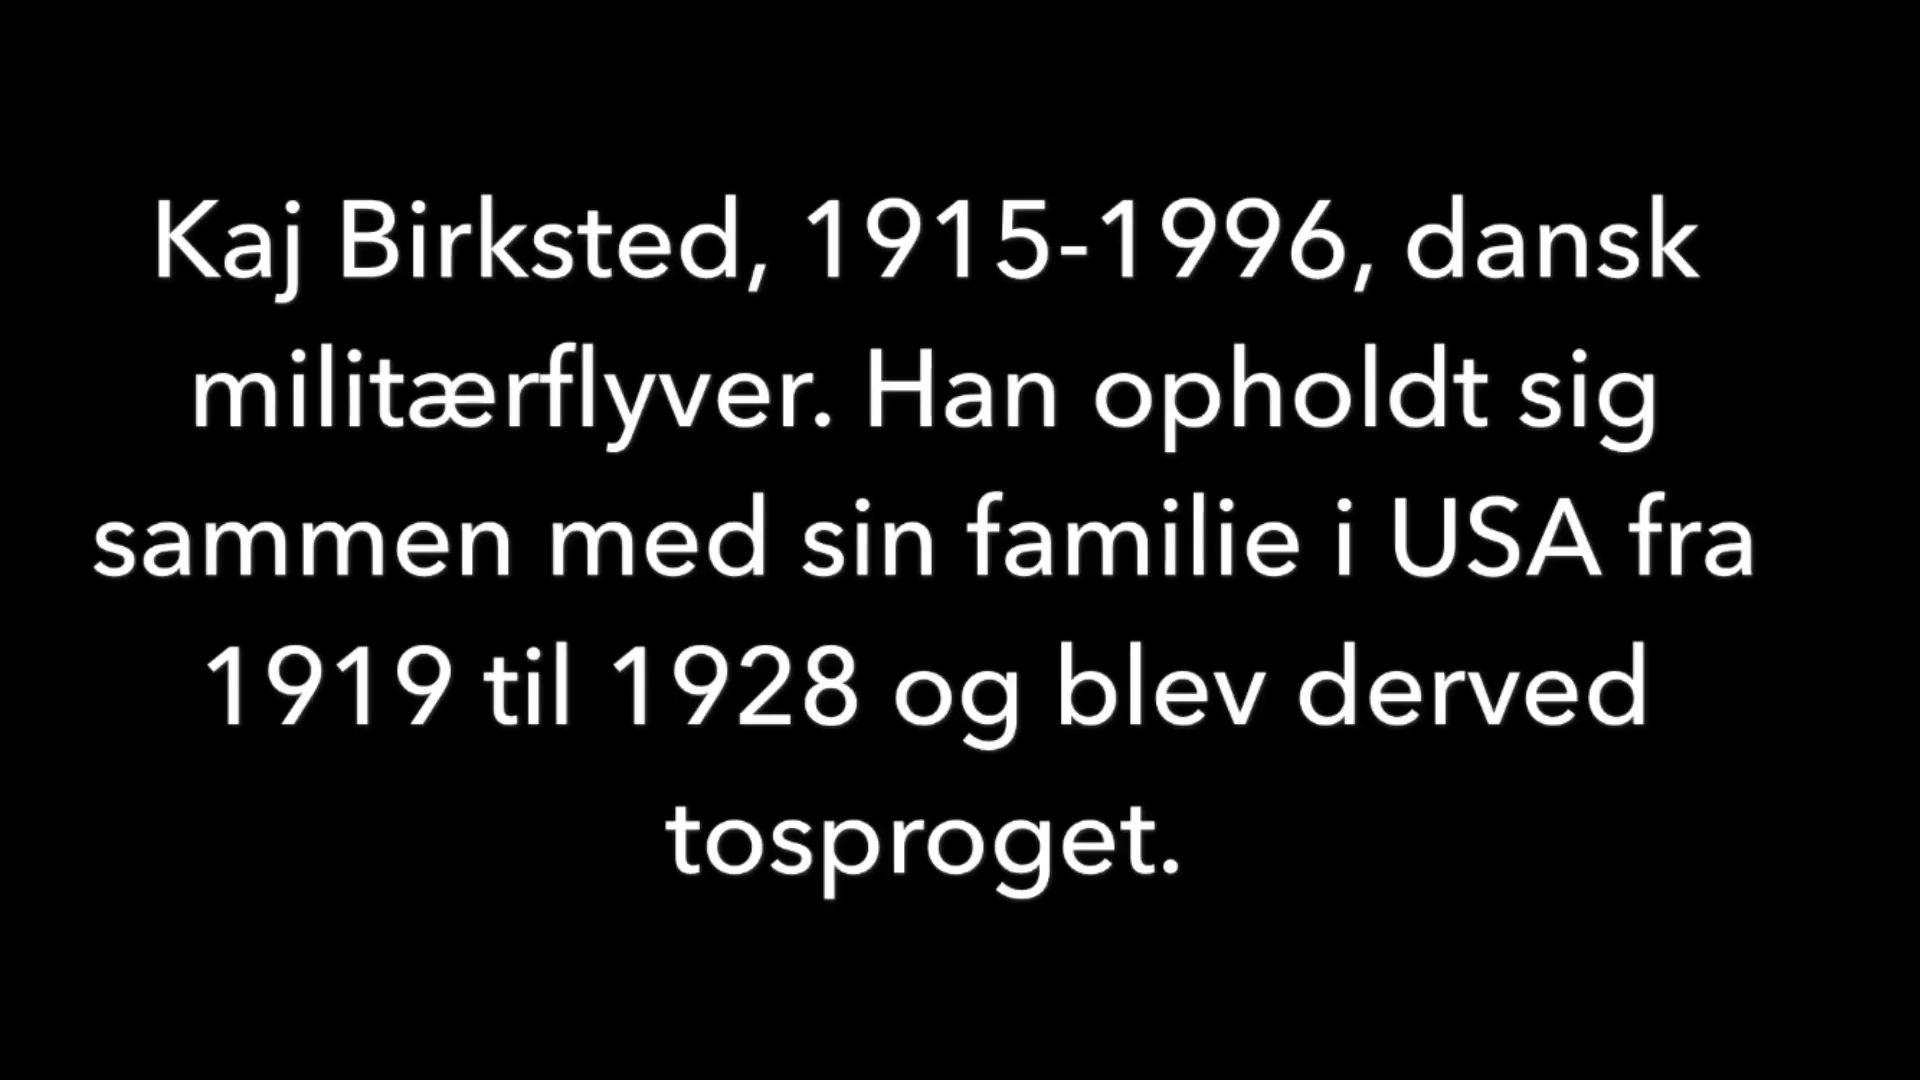 Kaj Birksted, 1915-1996, dansk
militærflyver. Han opholdt sig
sammen med sin familie i USA fra
1919 til 1928 og blev derved
tosproget.